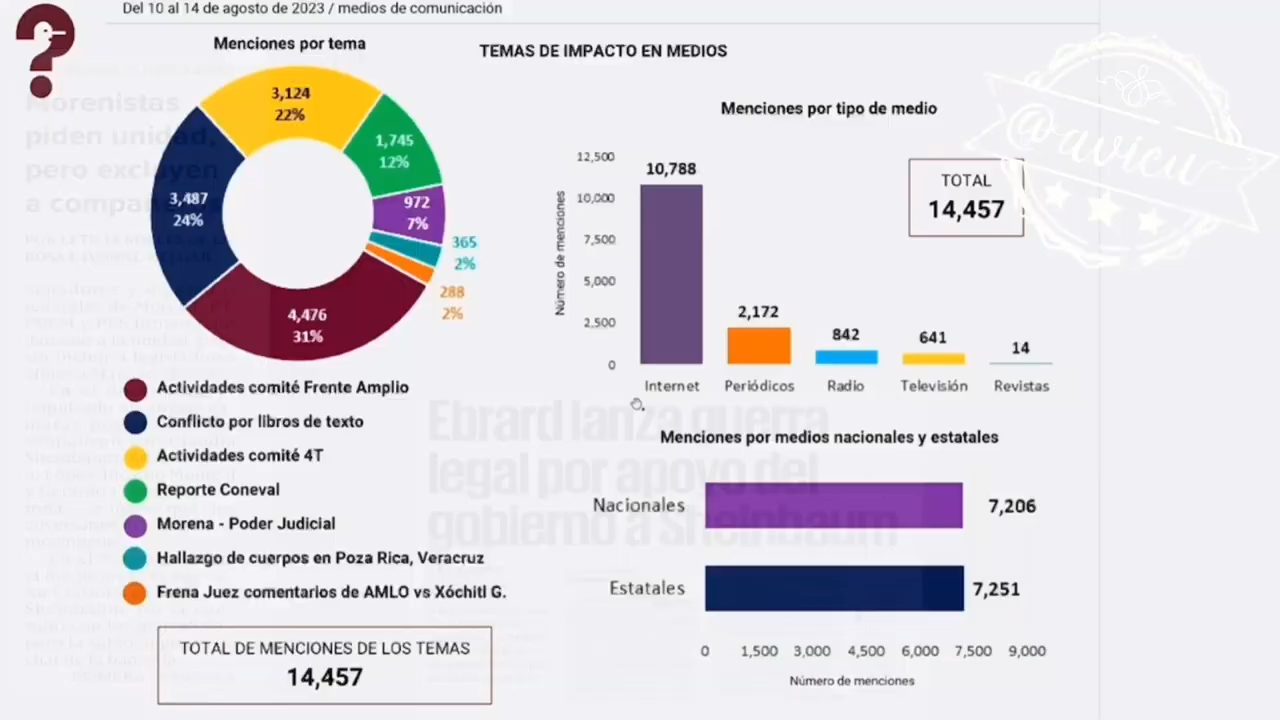 Del 10 al 14 de agosto de 2023 / medios de comunicación
Menciones por tema
TEMAS DE IMPACTO EN MEDIOS
3,124
22%
1,745
12%
972
7%
365
2%
288
2%
4,476
31%
3,487
24%
Actividades comité Frente Amplio
Conflicto por libros de texto
Actividades comité 4T
Reporte Coneval
Morena - Poder Judicial
Hallazgo de cuerpos en Poza Rica, Veracruz
Frena Juez comentarios de AMLO vs Xóchitl G.
TOTAL DE MENCIONES DE LOS TEMAS
14,457
Menciones por tipo de medio
TOTAL
14,457
Número de menciones
12,500
10,000
7,500
5,000
2,500
0
10,788
2,172
842
641
14
Internet
Periódicos
Radio
Televisión
Revistas
Menciones por medios nacionales y estatales
Nacionales
7,206
Estatales
7,251
0 1,500 3,000 4,500 6,000 7,500 9,000
Número de menciones
Morenistas
piden unidad,
pero excluyen
Ebrard lanza guerra
legal por apoyo del
gobierno a Sheinbaum
@avicu